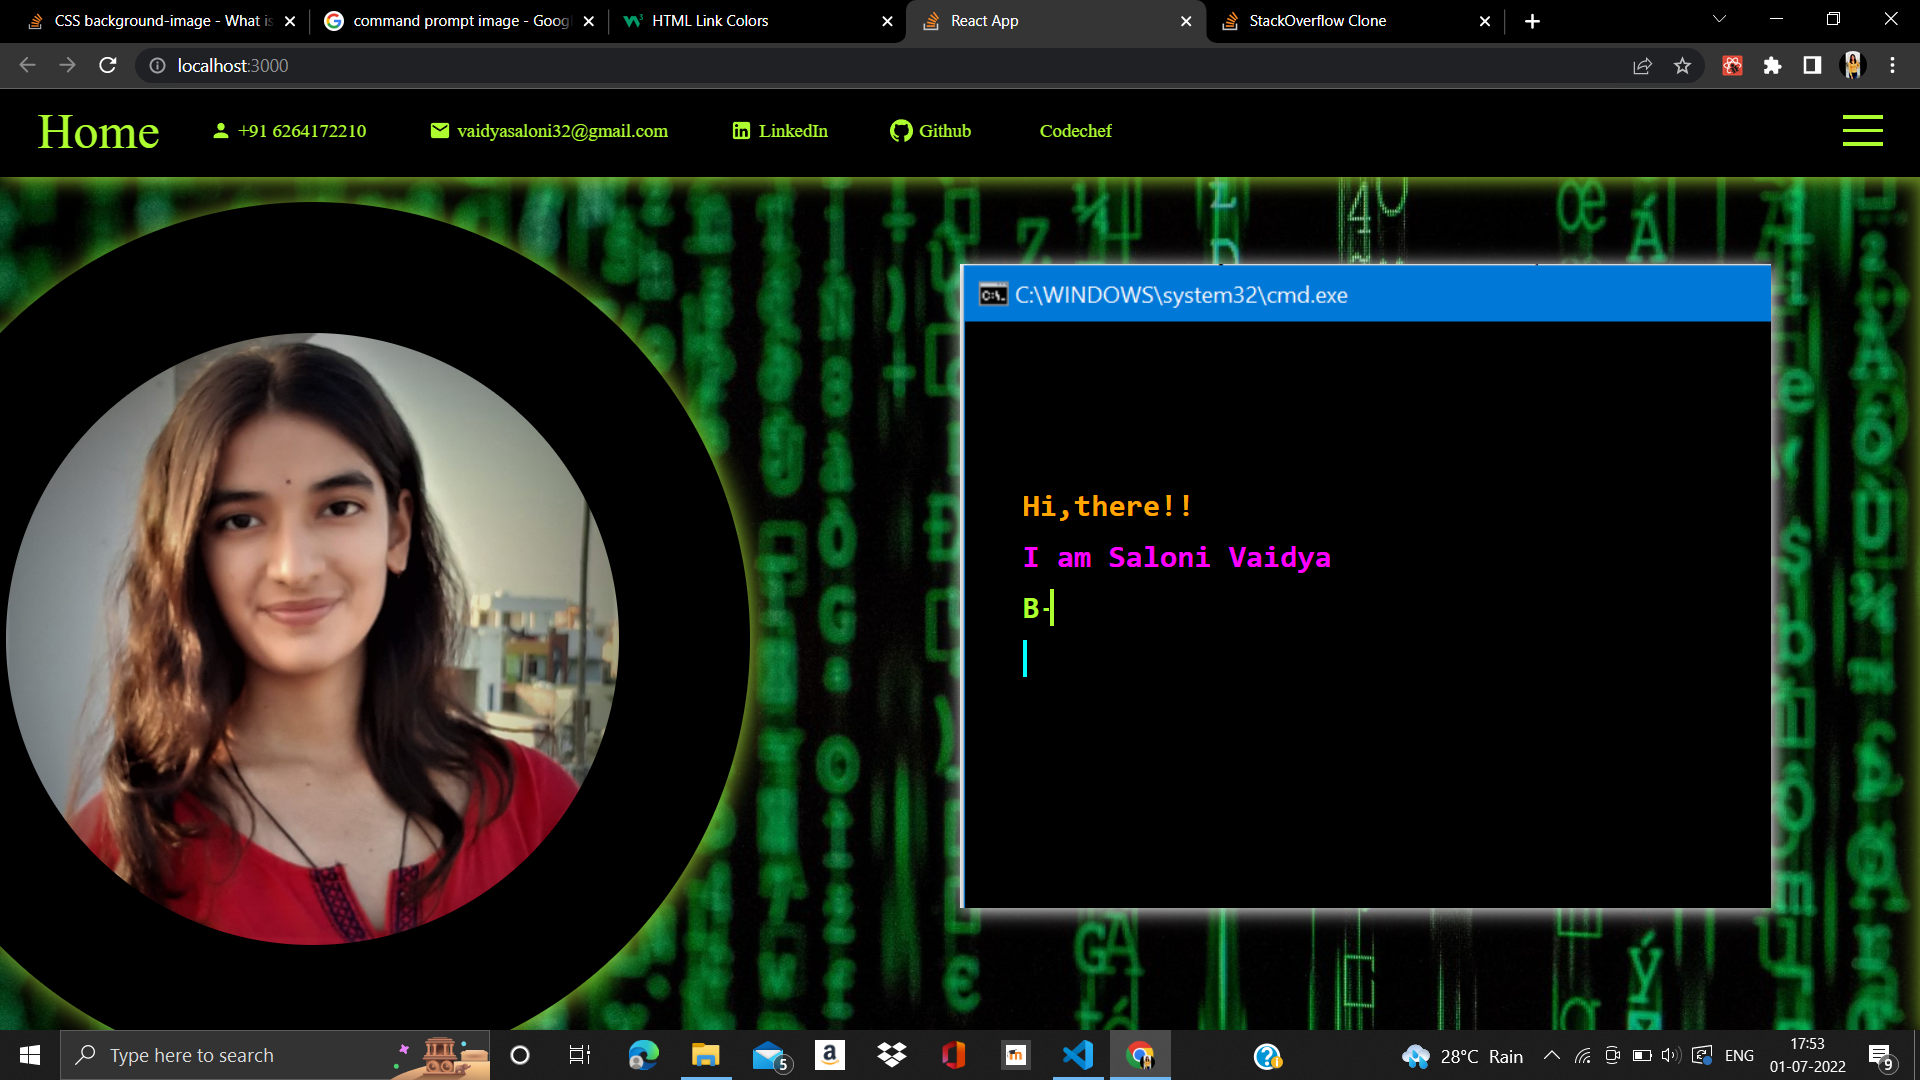 CSS background-image - What is
command prompt image - Goog
HTML Link Colors
React App
StackOverflow Clone
localhost:3000
Home
+91 6264172210
vaidyasaloni32@gmail.com
LinkedIn
Github
Codechef
C:\WINDOWS\system32\cmd.exe
Hi,there!!
I am Saloni Vaidya
B-
Type here to search
5
28°C Rain
ENG
17:53
01-07-2022
9